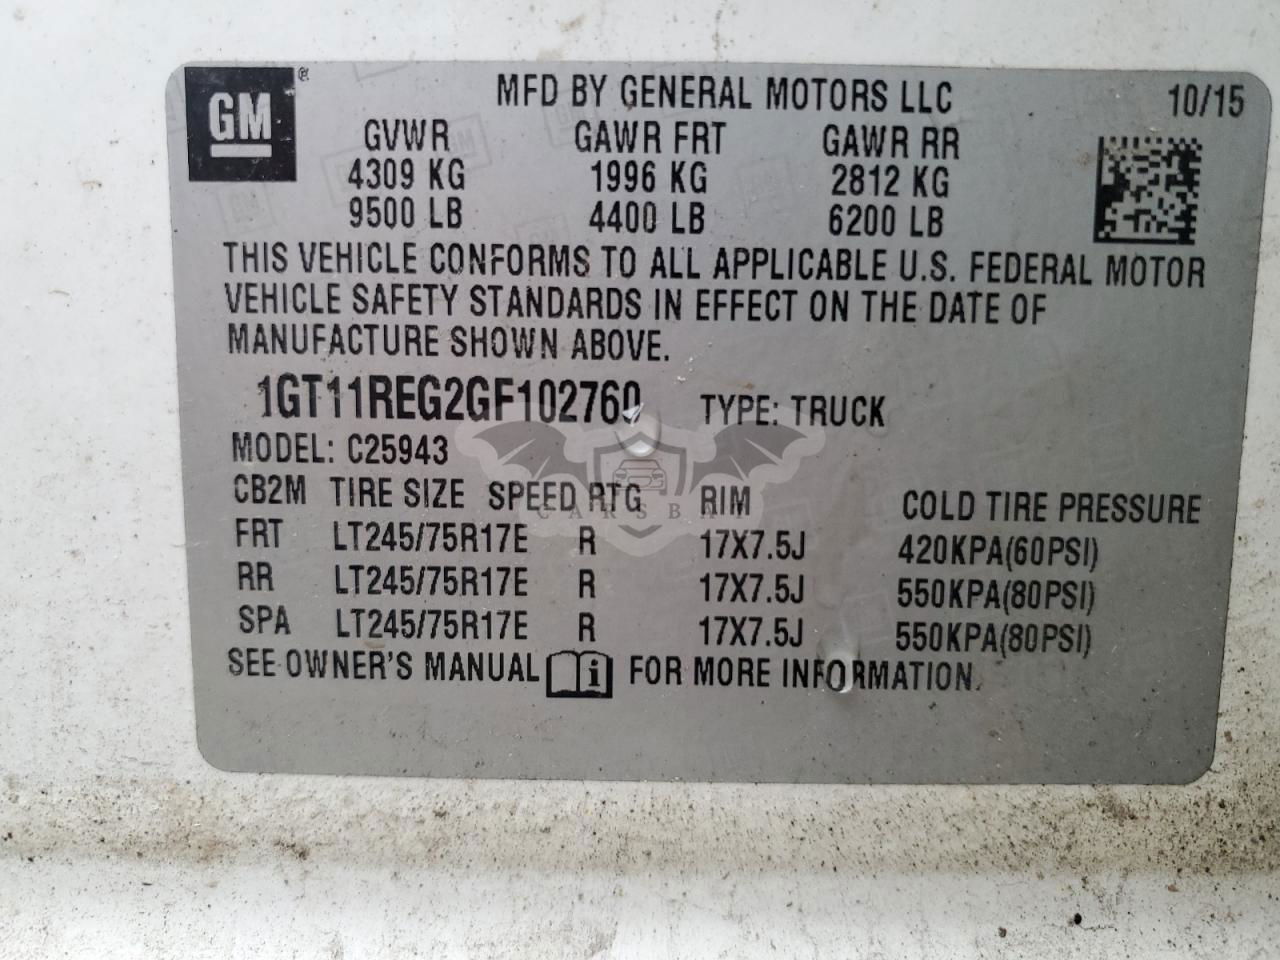 GM ®
MFD BY GENERAL MOTORS LLC 10/15
GVWR GAWR FRT GAWR RR
4309 KG 1996 KG 2812 KG
9500 LB 4400 LB 6200 LB
THIS VEHICLE CONFORMS TO ALL APPLICABLE U.S. FEDERAL MOTOR
VEHICLE SAFETY STANDARDS IN EFFECT ON THE DATE OF
MANUFACTURE SHOWN ABOVE.
1GT11REG2GF102760 TYPE: TRUCK
MODEL: C25943
CB2M TIRE SIZE SPEED RTG RIM COLD TIRE PRESSURE
CARSBHI
FRT LT245/75R17E R 17X7.5J 420KPA(60PSI)
RR LT245/75R17E R 17X7.5J 550KPA(80PSI)
SPA LT245/75R17E R 17X7.5J 550KPA(80PSI)
SEE OWNER'S MANUAL i FOR MORE INFORMATION.